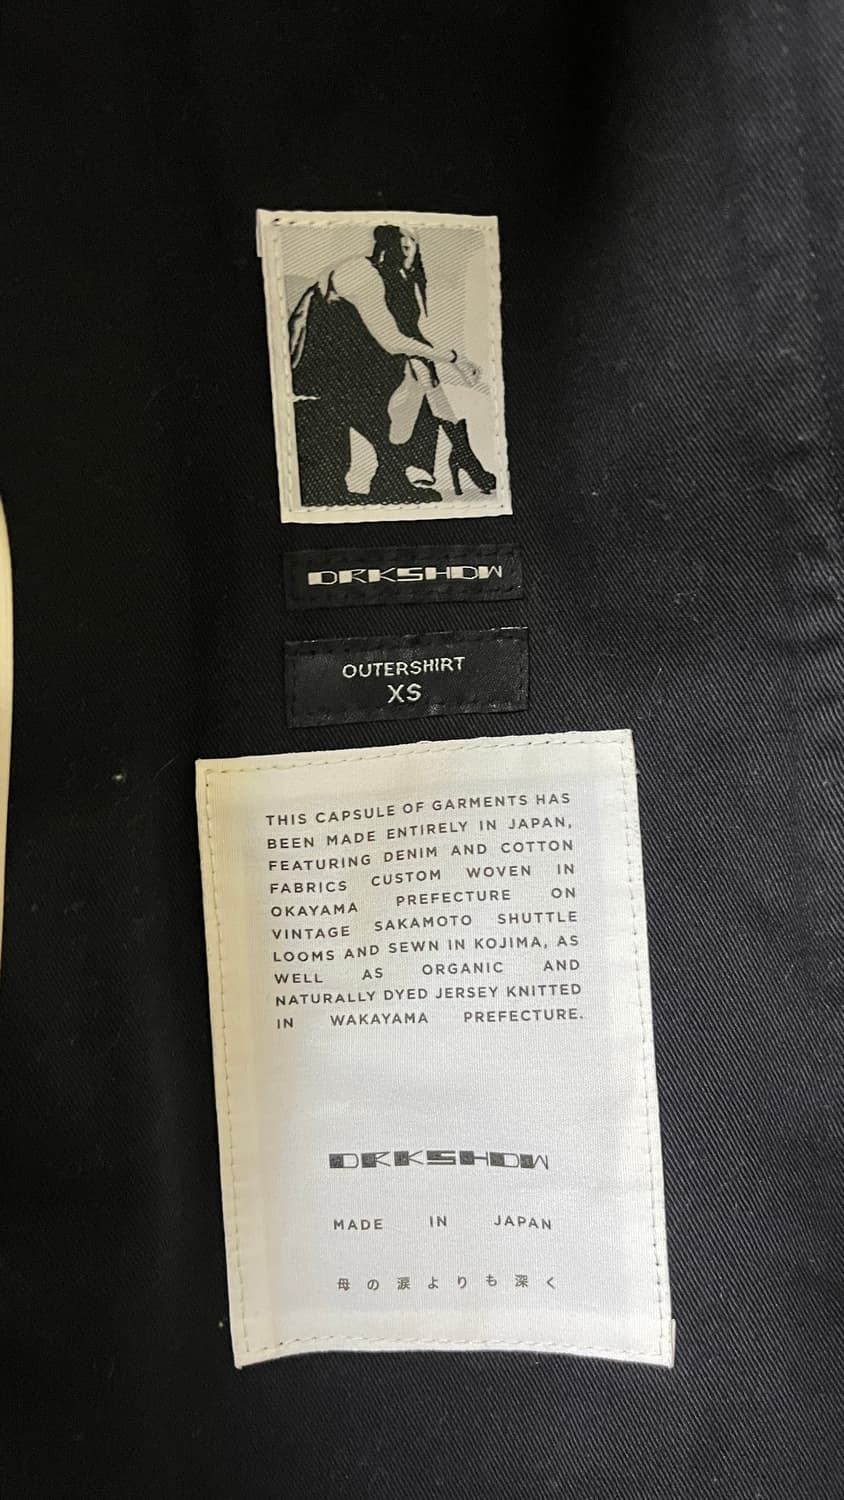 DRKSHDW
OUTERSHIRT
XS
THIS CAPSULE OF GARMENTS HAS
BEEN MADE ENTIRELY IN JAPAN,
FEATURING DENIM AND COTTON
FABRICS CUSTOM WOVEN IN
OKAYAMA PREFECTURE ON
VINTAGE SAKAMOTO SHUTTLE
LOOMS AND SEWN IN KOJIMA, AS
WELL AS ORGANIC AND
NATURALLY DYED JERSEY KNITTED
IN WAKAYAMA PREFECTURE.
DRKSHDW
MADE IN JAPAN
母の涙よりも深く